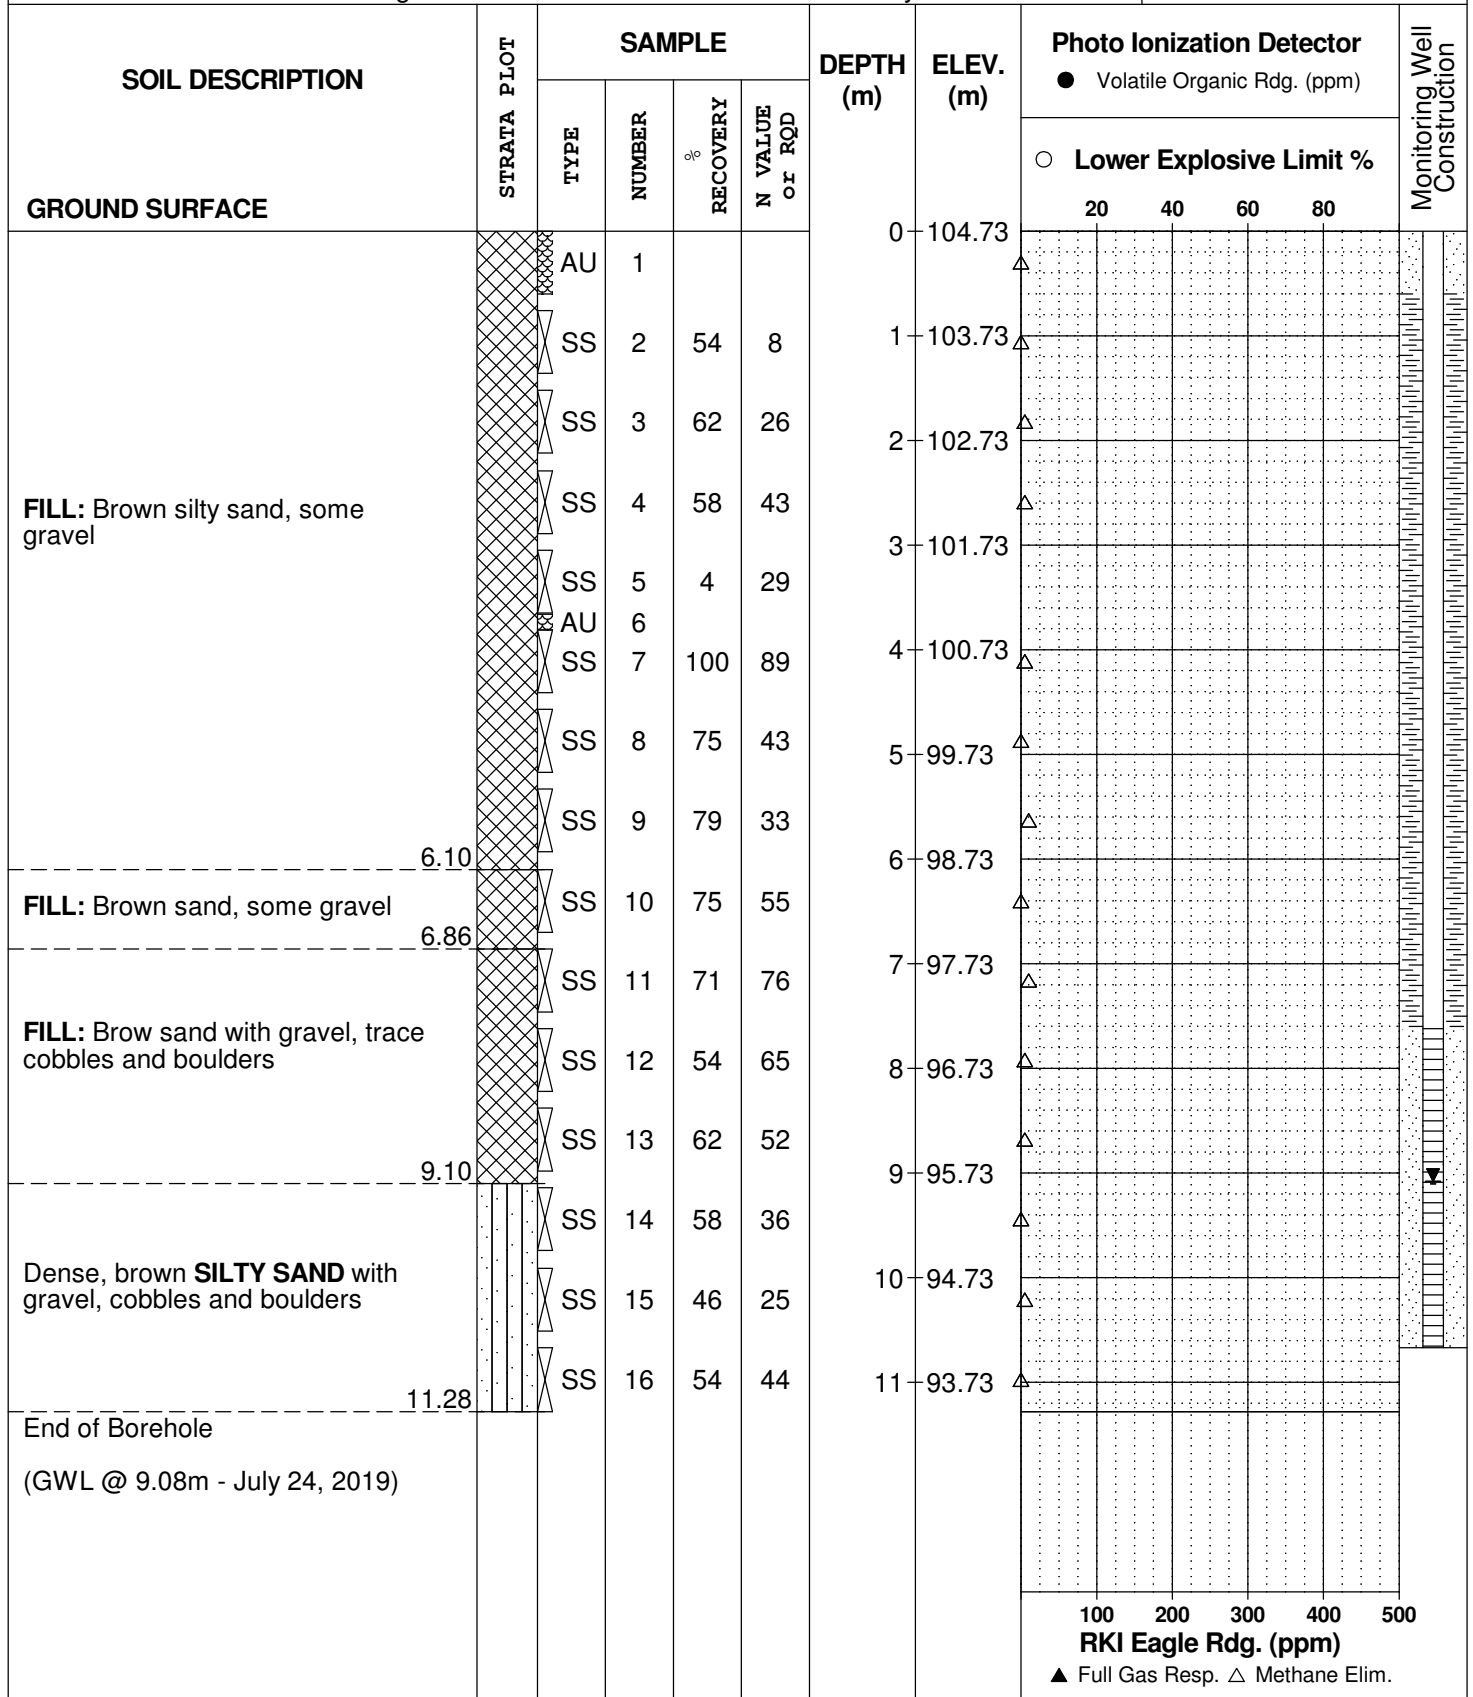 SOIL DESCRIPTION
GROUND SURFACE
STRATA PLOT
SAMPLE
TYPE
NUMBER
%
RECOVERY
N VALUE
or RQD
DEPTH
(m)
ELEV.
(m)
Photo Ionization Detector
● Volatile Organic Rdg. (ppm)
○ Lower Explosive Limit %
20 40 60 80
Monitoring Well
Construction
0 104.73
AU 1
SS 2 54 8
1 103.73
SS 3 62 26
2 102.73
FILL: Brown silty sand, some
gravel
SS 4 58 43
3 101.73
SS 5 4 29
AU 6
4 100.73
SS 7 100 89
SS 8 75 43
5 99.73
SS 9 79 33
6.10
6 98.73
FILL: Brown sand, some gravel
SS 10 75 55
6.86
7 97.73
SS 11 71 76
FILL: Brow sand with gravel, trace
cobbles and boulders
SS 12 54 65
8 96.73
SS 13 62 52
9.10
9 95.73
SS 14 58 36
Dense, brown SILTY SAND with
gravel, cobbles and boulders
10 94.73
SS 15 46 25
SS 16 54 44
11 93.73
11.28
End of Borehole
(GWL @ 9.08m - July 24, 2019)
100 200 300 400 500
RKI Eagle Rdg. (ppm)
▲ Full Gas Resp. △ Methane Elim.